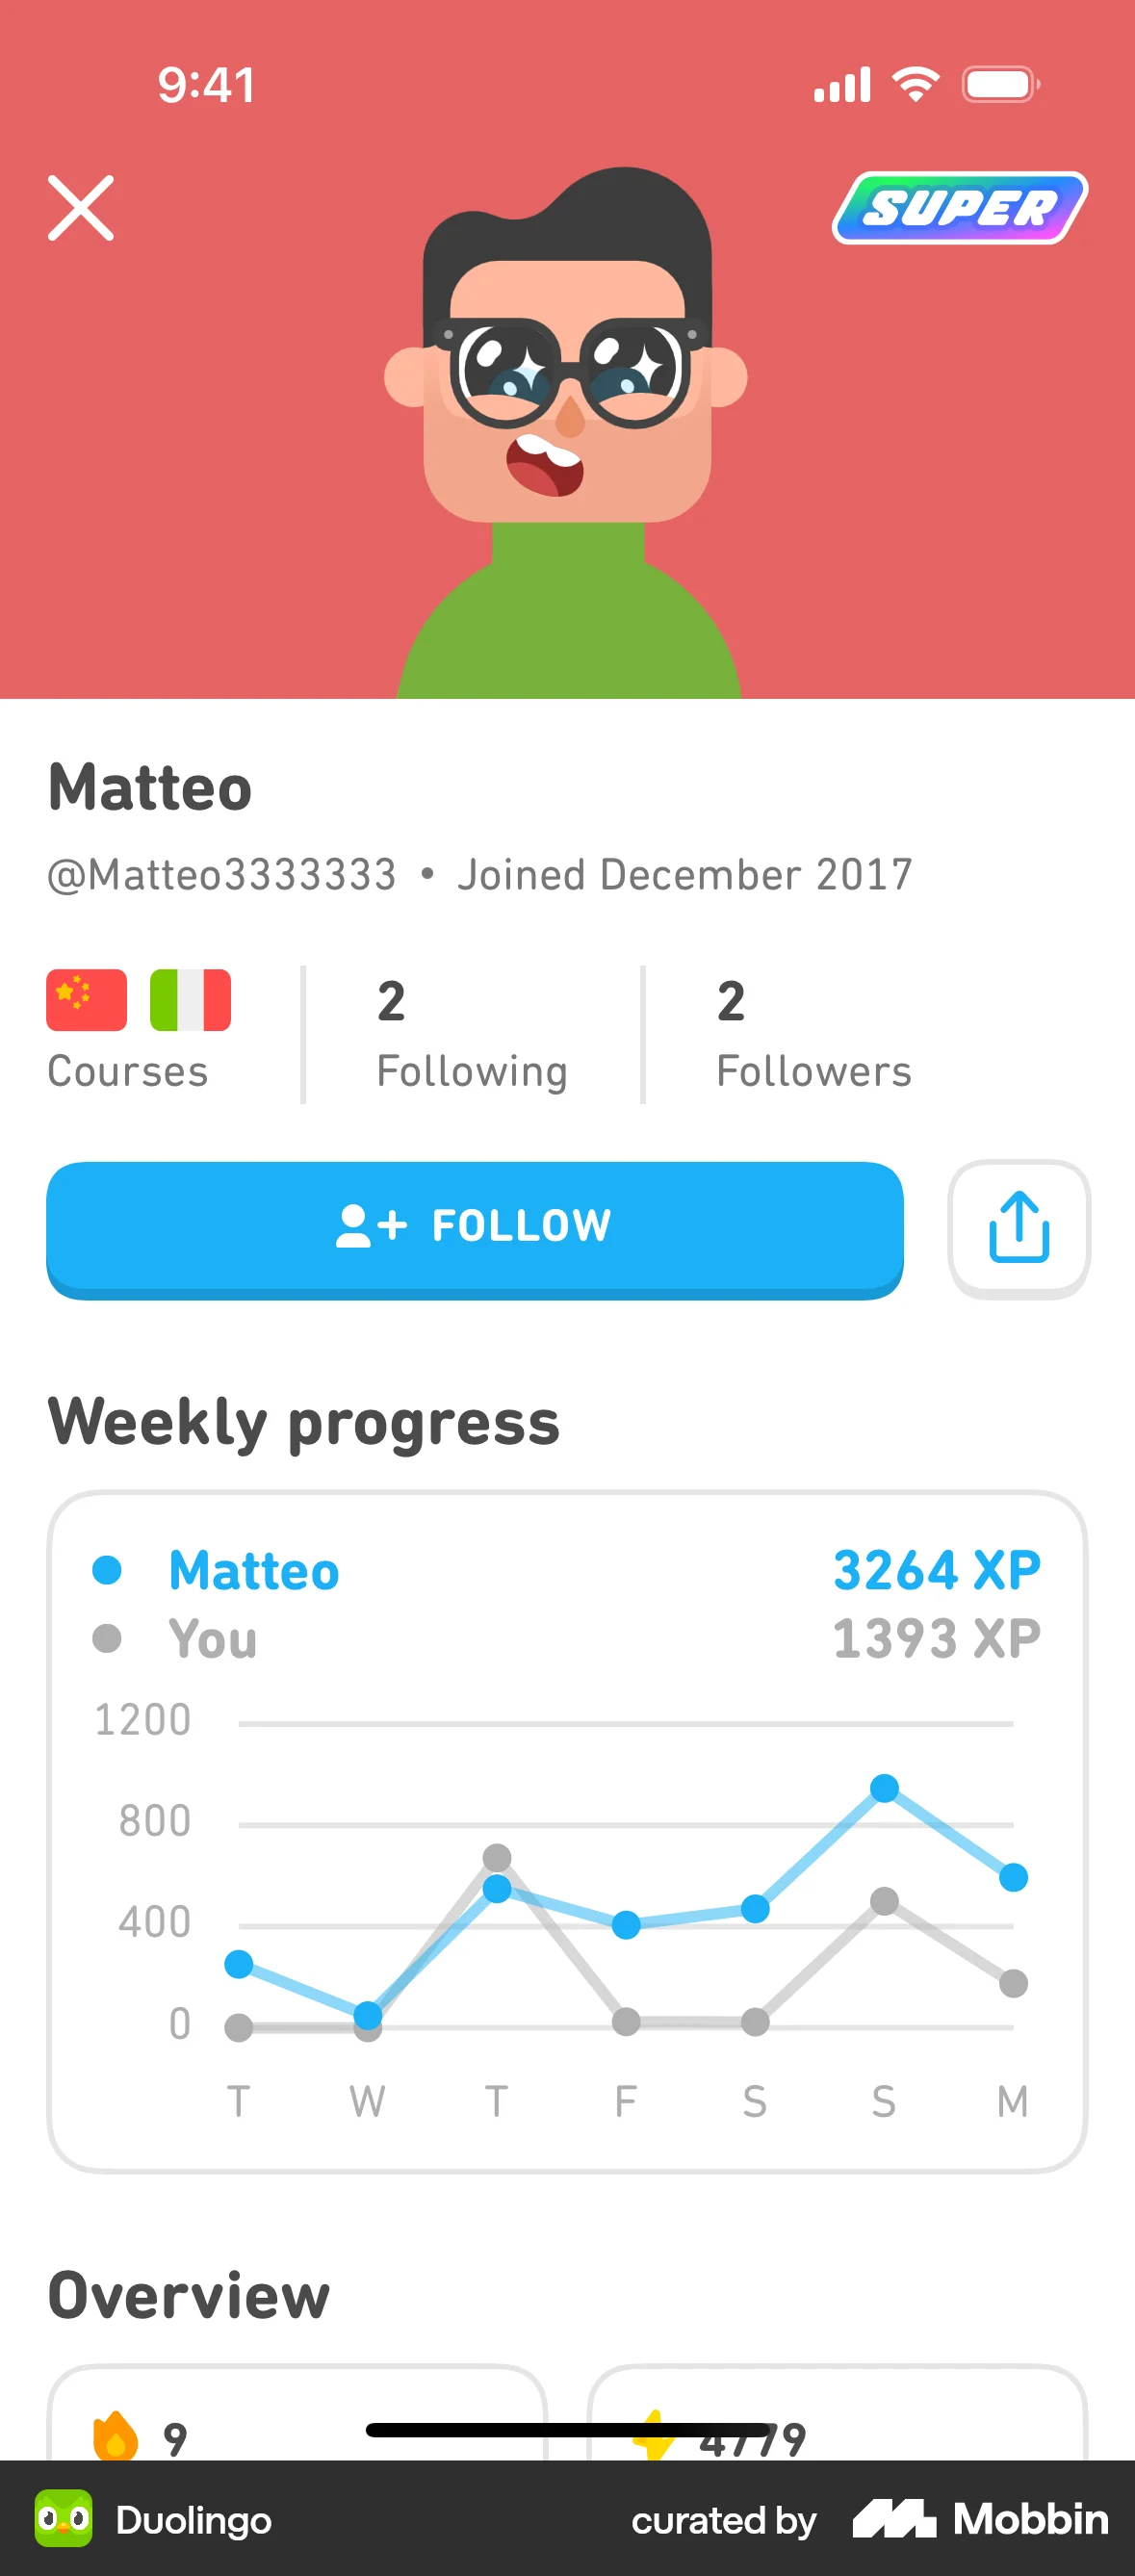 9:41
SUPER
Matteo
@Matteo3333333 • Joined December 2017
2 2
Courses Following Followers
FOLLOW
Weekly progress
Matteo 3264 XP
You 1393 XP
1200
800
400
0
T W T F S S M
Overview
9 4779
Duolingo curated by Mobbin